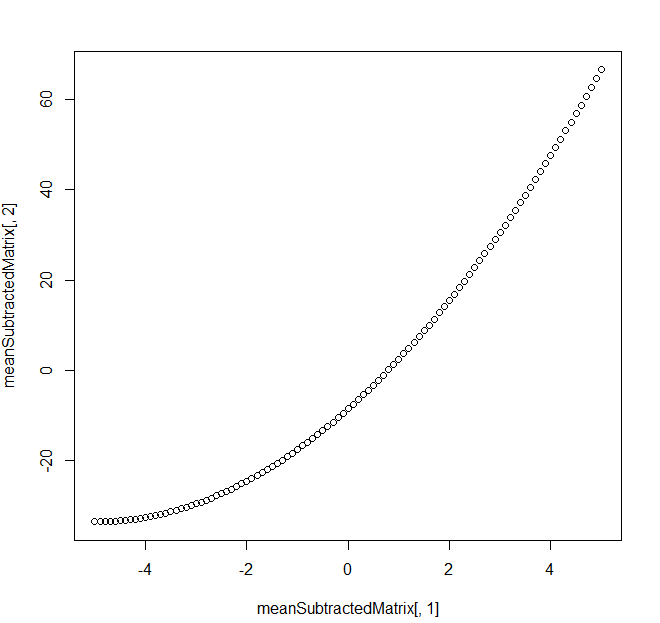 60
40
20
0
-20
meanSubtractedMatrix[, 2]
-4 -2 0 2 4
meanSubtractedMatrix[, 1]